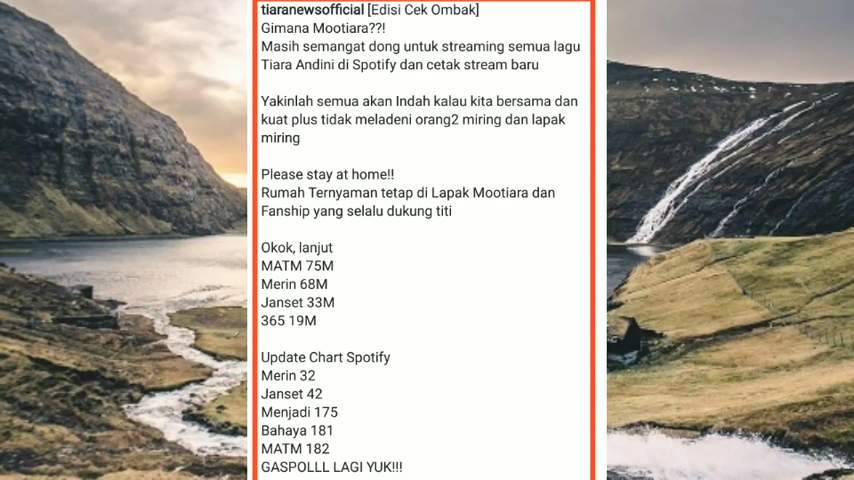 tiaranewsofficial [Edisi Cek Ombak]
Gimana Mootiara??!
Masih semangat dong untuk streaming semua lagu
Tiara Andini di Spotify dan cetak stream baru
Yakinlah semua akan Indah kalau kita bersama dan
kuat plus tidak meladeni orang2 miring dan lapak
miring
Please stay at home!!
Rumah Ternyaman tetap di Lapak Mootiara dan
Fanship yang selalu dukung titi
Okok, lanjut
MATM 75M
Merin 68M
Janset 33M
365 19M
Update Chart Spotify
Merin 32
Janset 42
Menjadi 175
Bahaya 181
MATM 182
GASPOLLL LAGI YUK!!!